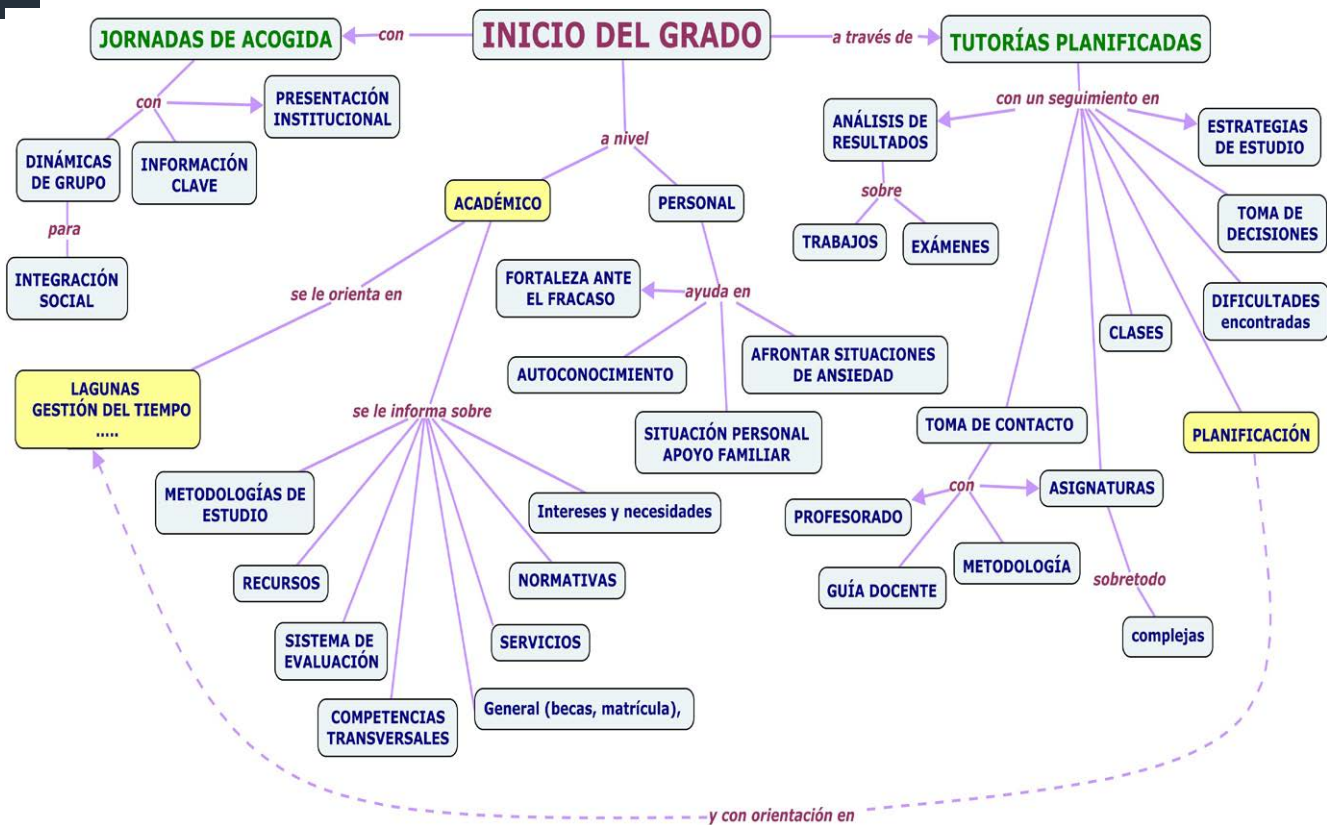 INICIO DEL GRADO
con
JORNADAS DE ACOGIDA
con
PRESENTACIÓN
INSTITUCIONAL
DINÁMICAS
DE GRUPO
INFORMACIÓN
CLAVE
para
INTEGRACIÓN
SOCIAL
a nivel
ACADÉMICO
PERSONAL
se le orienta en
LAGUNAS
GESTIÓN DEL TIEMPO
.....
se le informa sobre
METODOLOGÍAS DE
ESTUDIO
RECURSOS
SISTEMA DE
EVALUACIÓN
COMPETENCIAS
TRANSVERSALES
General (becas, matrícula),
SERVICIOS
NORMATIVAS
Intereses y necesidades
ayuda en
FORTALEZA ANTE
EL FRACASO
AUTOCONOCIMIENTO
SITUACIÓN PERSONAL
APOYO FAMILIAR
AFRONTAR SITUACIONES
DE ANSIEDAD
a través de
TUTORÍAS PLANIFICADAS
con un seguimiento en
ANÁLISIS DE
RESULTADOS
sobre
TRABAJOS
EXÁMENES
ESTRATEGIAS
DE ESTUDIO
TOMA DE
DECISIONES
DIFICULTADES
encontradas
CLASES
PLANIFICACIÓN
TOMA DE CONTACTO
con
PROFESORADO
GUÍA DOCENTE
METODOLOGÍA
ASIGNATURAS
sobretodo
complejas
y con orientación en